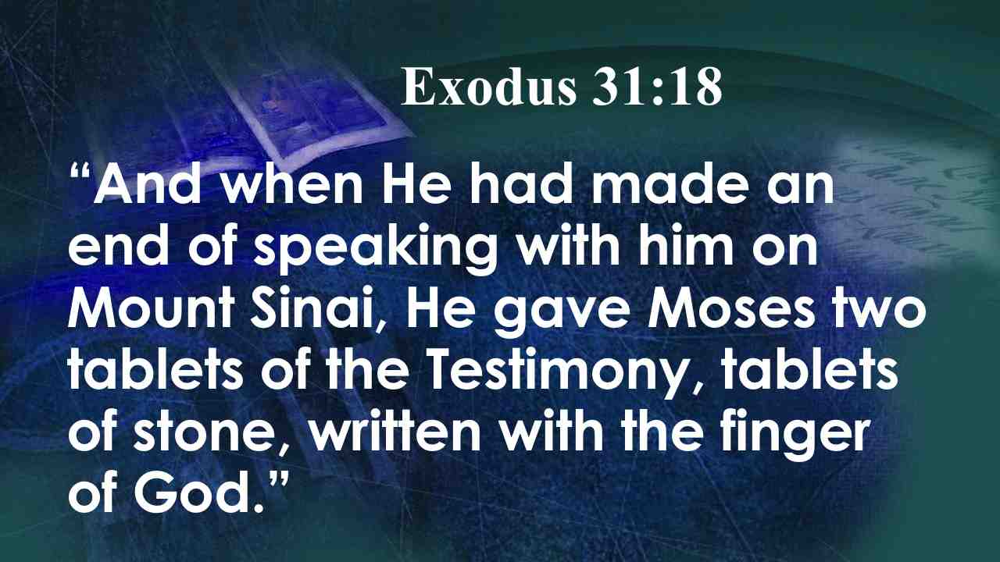 Exodus 31:18
“And when He had made an
end of speaking with him on
Mount Sinai, He gave Moses two
tablets of the Testimony, tablets
of stone, written with the finger
of God.”